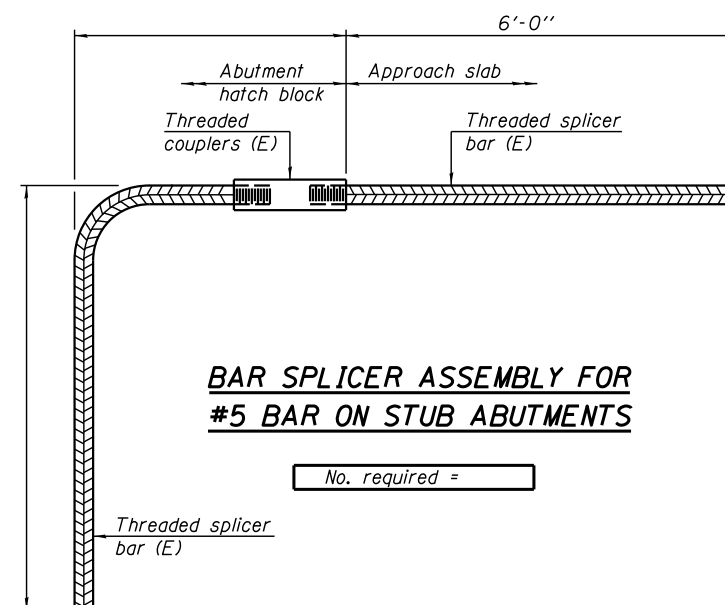 6'-0"
Abutment
hatch block
Approach slab
Threaded
couplers (E)
Threaded splicer
bar (E)
BAR SPLICER ASSEMBLY FOR
#5 BAR ON STUB ABUTMENTS
No. required =
Threaded splicer
bar (E)